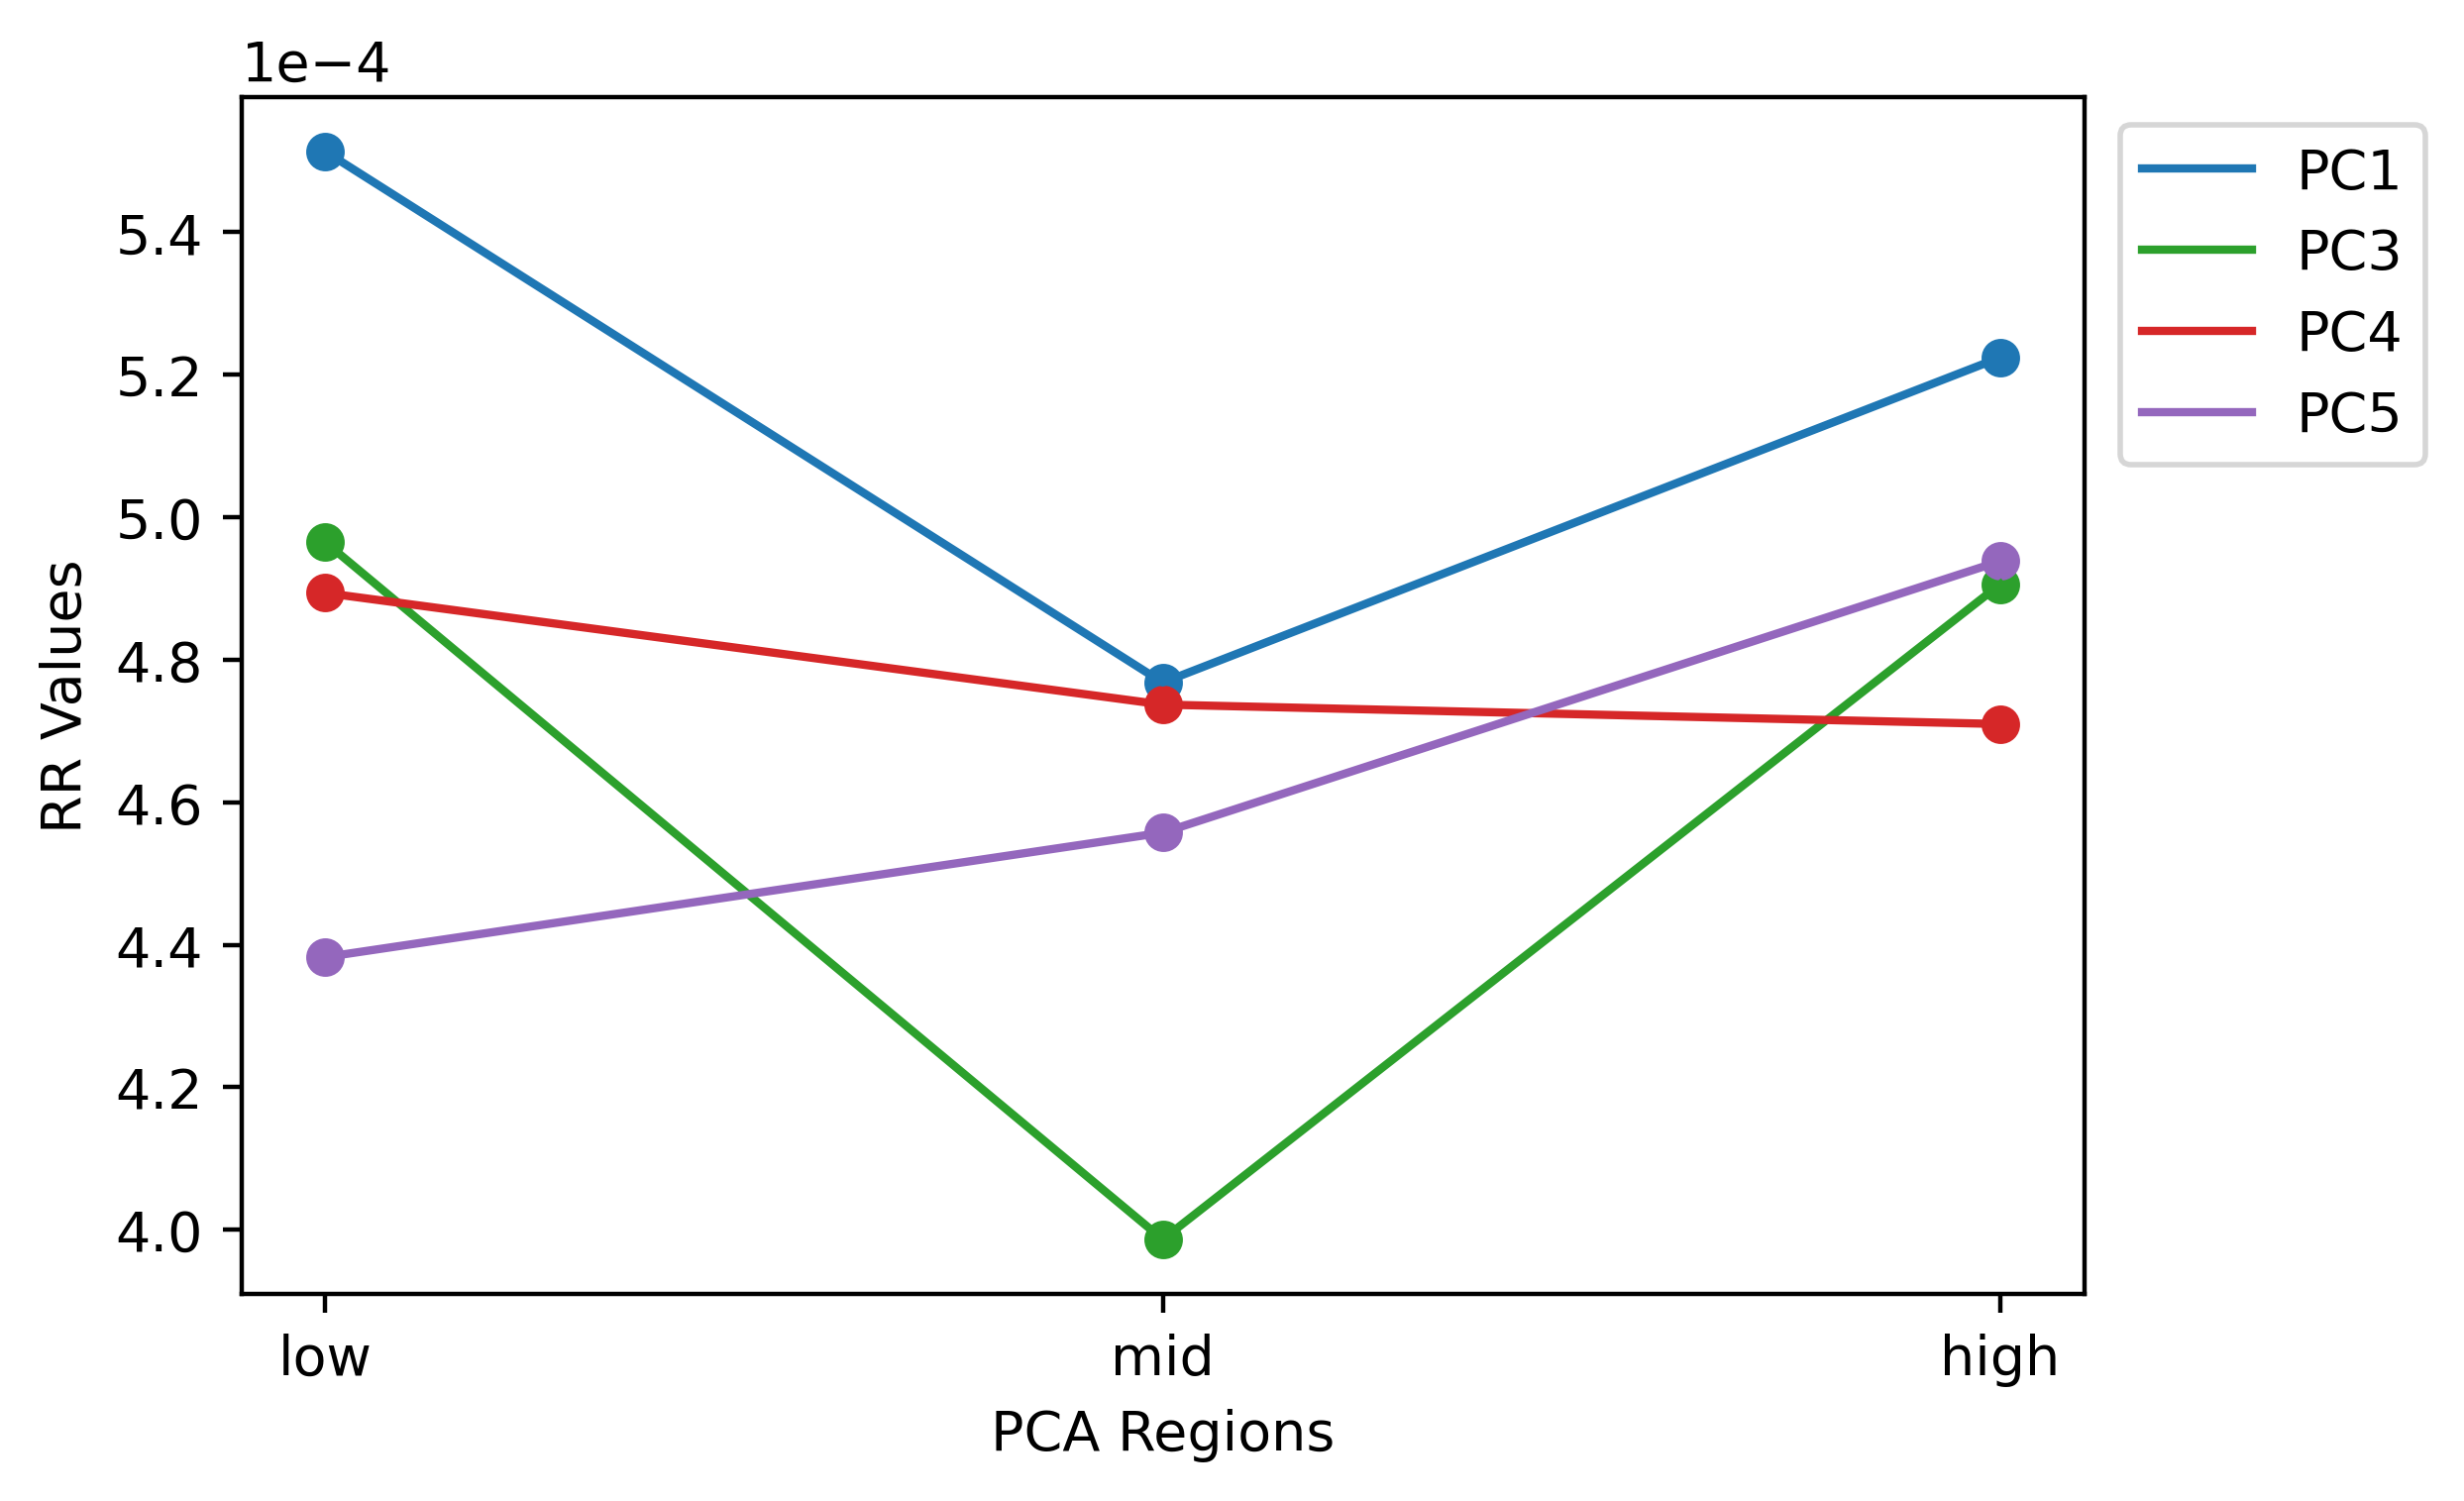 1e−4
5.4
5.2
5.0
4.8
4.6
4.4
4.2
4.0
RR Values
low mid high
PCA Regions
PC1
PC3
PC4
PC5